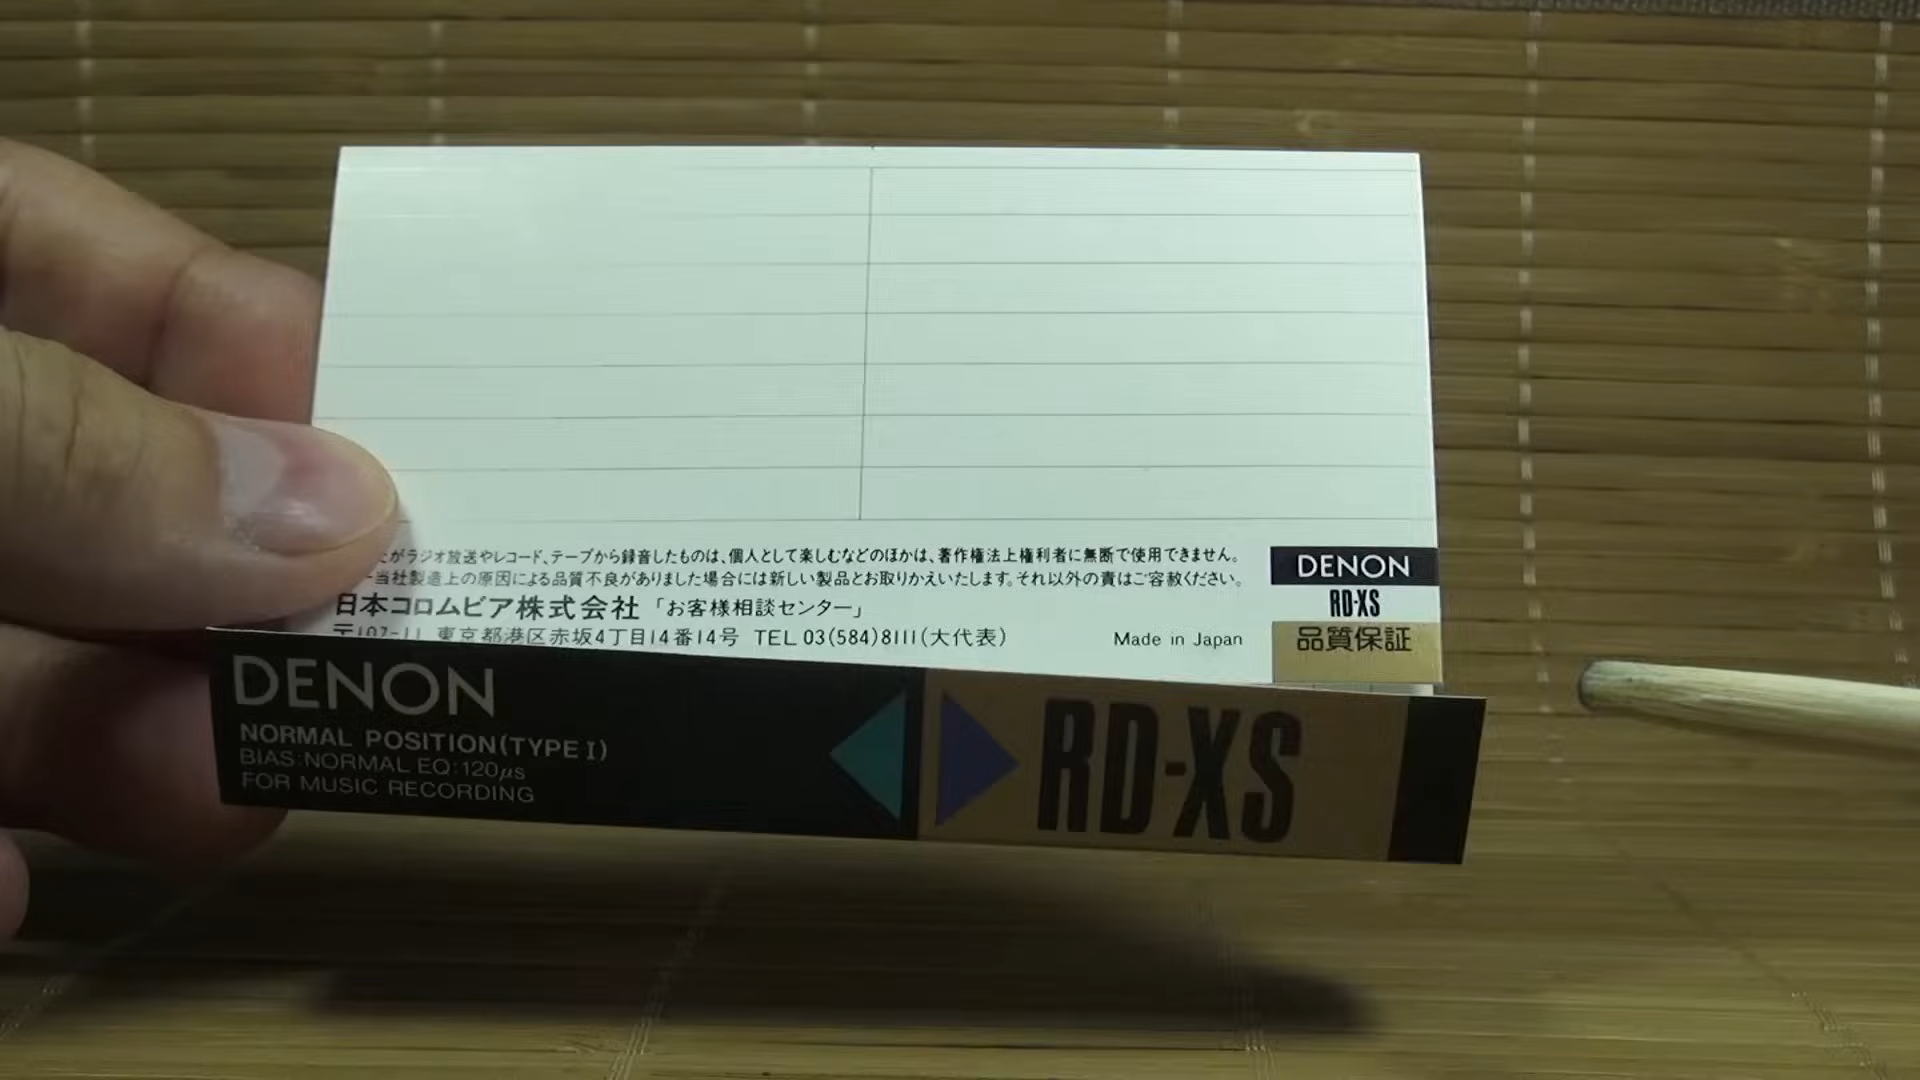 がラジオ放送やレコード、テープから録音したものは、個人として楽しむなどのほかは、著作権法上権利者に無断で使用できません。
当社製造上の原因による品質不良がありました場合には新しい製品とお取りかえいたします。それ以外の責はご容赦ください。
日本コロムビア株式会社「お客様相談センター」
〒107-11 東京都港区赤坂4丁目14番14号 TEL 03(584)8111(大代表)
Made in Japan
DENON
RD-XS
品質保証
DENON
NORMAL POSITION(TYPE I)
BIAS:NORMAL EQ:120μs
FOR MUSIC RECORDING
RD-XS